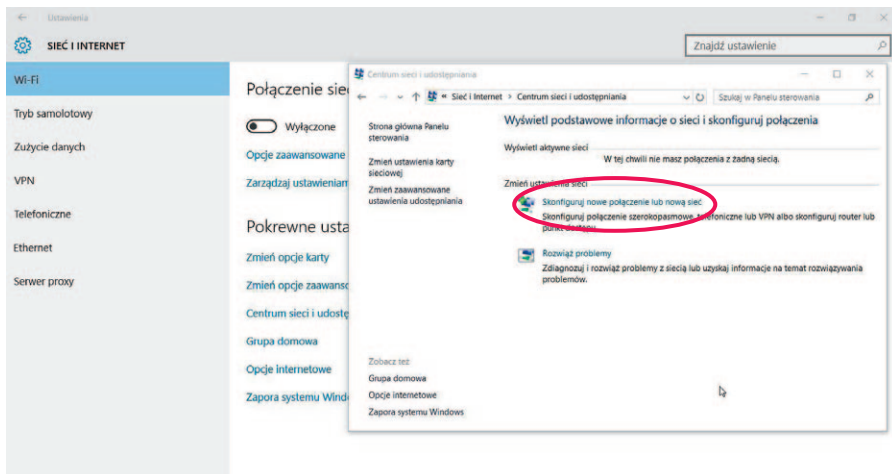 Ustawienia
SIEĆ I INTERNET
Znajdź ustawienie
Wi-Fi
Tryb samolotowy
Zużycie danych
VPN
Telefoniczne
Ethernet
Serwer proxy
Połączenie siec
Wyłączone
Opcje zaawansowane
Zarządzaj ustawieniam
Pokrewne usta
Zmień opcje karty
Zmień opcje zaawanso
Centrum sieci i udostę
Grupa domowa
Opcje internetowe
Zapora systemu Windo
Centrum sieci i udostępniania
« Sieć i Internet > Centrum sieci i udostępniania
Szukaj w Panelu sterowania
Strona główna Panelu
sterowania
Zmień ustawienia karty
sieciowej
Zmień zaawansowane
ustawienia udostępniania
Wyświetl podstawowe informacje o sieci i skonfiguruj połączenia
Wyświetl aktywne sieci
W tej chwili nie masz połączenia z żadną siecią.
Zmień ustawienia sieci
Skonfiguruj nowe połączenie lub nową sieć
Skonfiguruj połączenie szerokopasmowe, telefoniczne lub VPN albo skonfiguruj router lub
punkt dostępu.
Rozwiąż problemy
Zdiagnozuj i rozwiąż problemy z siecią lub uzyskaj informacje na temat rozwiązywania
problemów.
Zobacz też
Grupa domowa
Opcje internetowe
Zapora systemu Windows